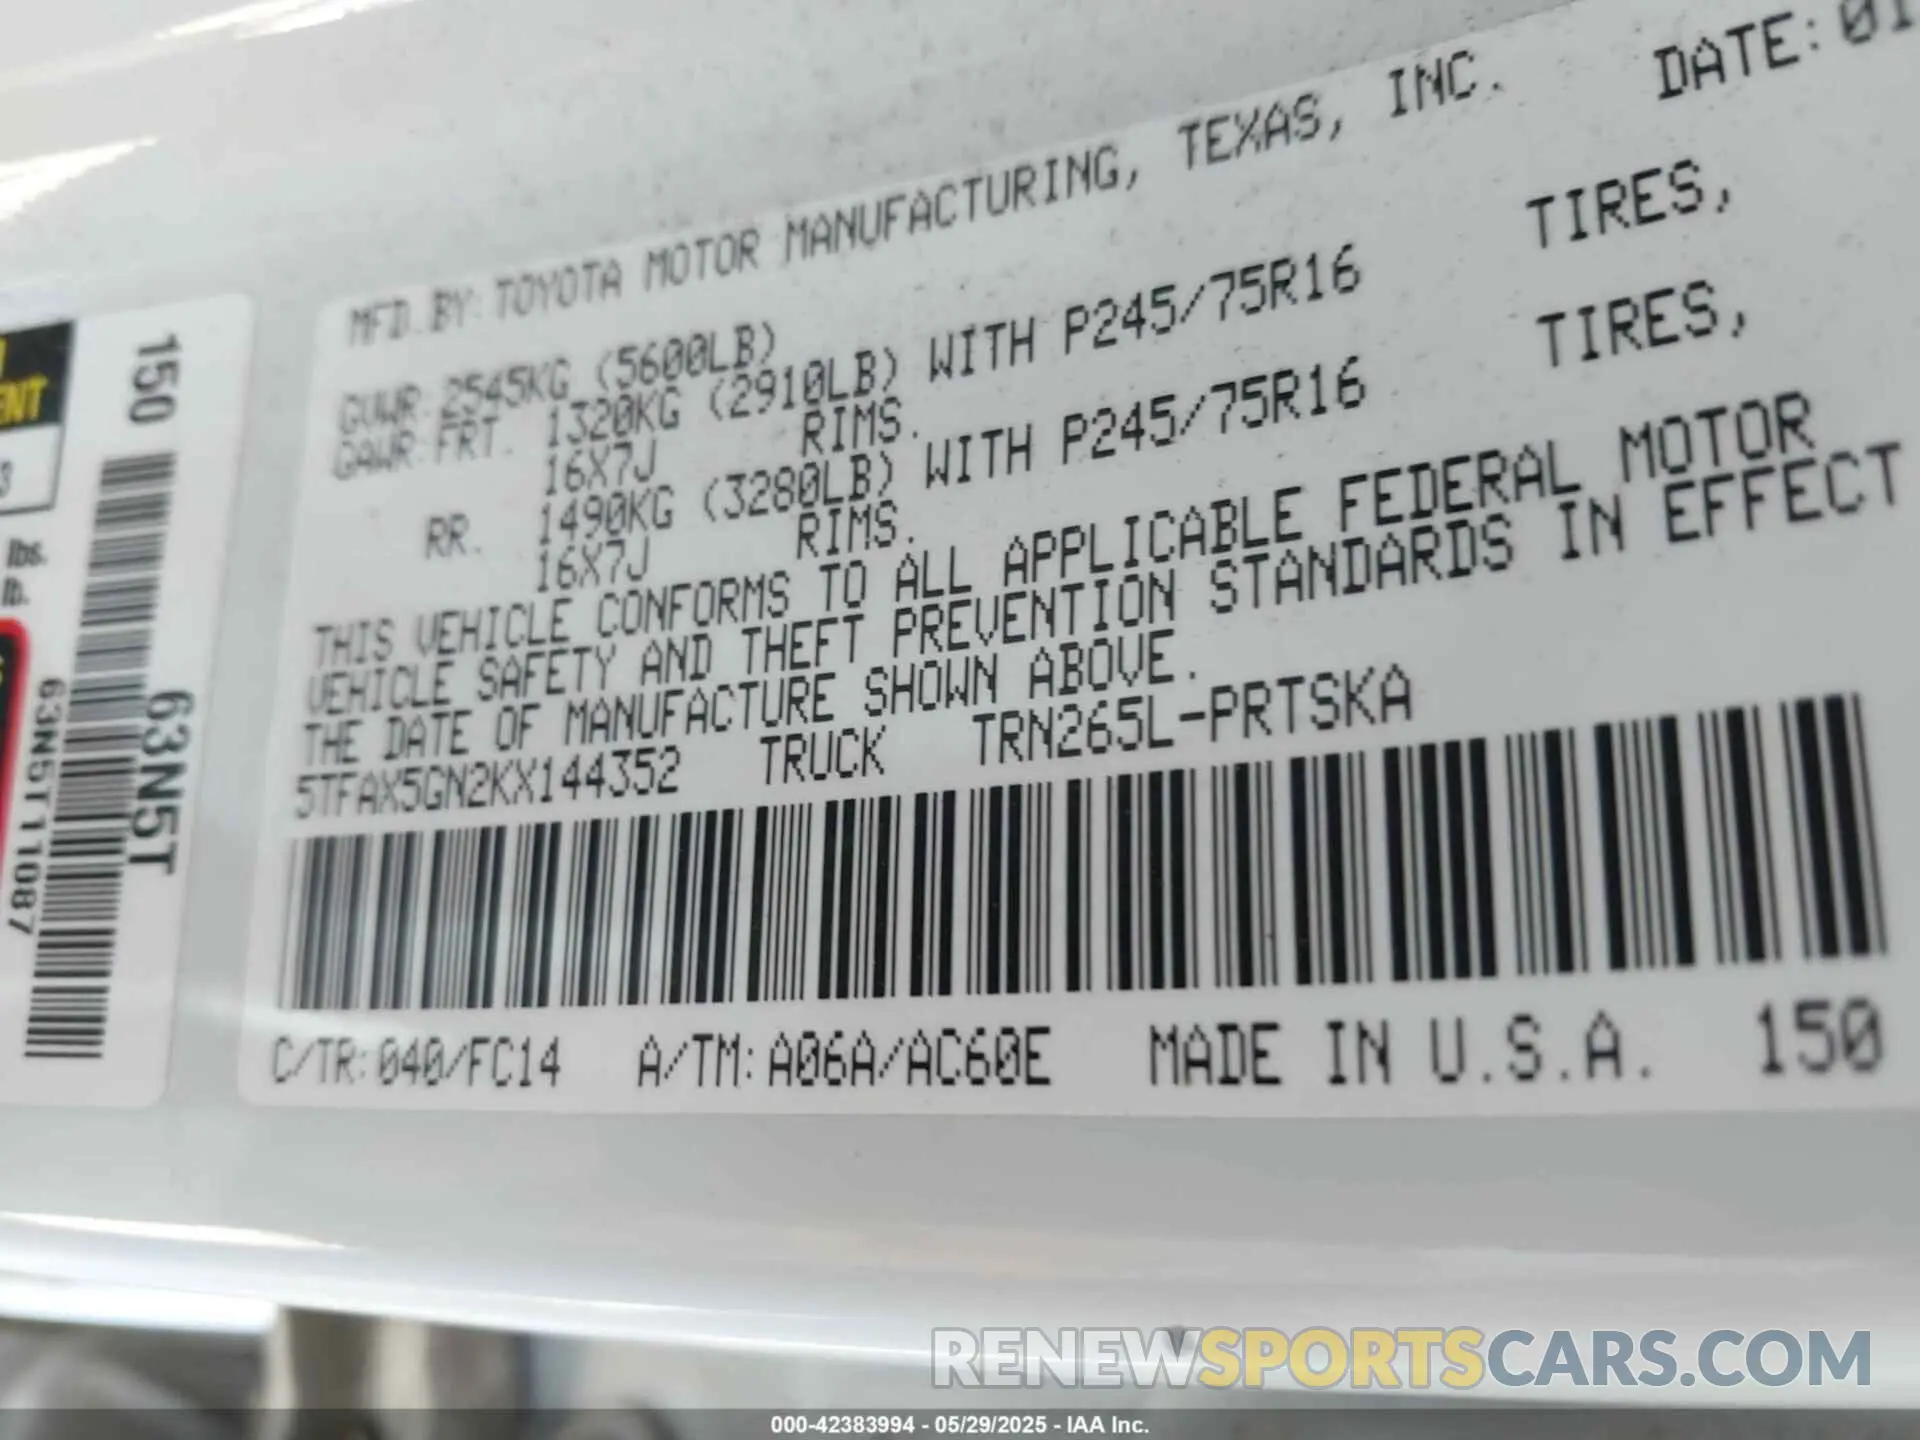 MFD.BY:TOYOTA MOTOR MANUFACTURING, TEXAS, INC. DATE:01
GVWR:2545KG (5600LB)
GAWR:FRT. 1320KG (2910LB) WITH P245/75R16 TIRES,
16X7J RIMS.
RR. 1490KG (3280LB) WITH P245/75R16 TIRES,
16X7J RIMS.
THIS VEHICLE CONFORMS TO ALL APPLICABLE FEDERAL MOTOR
VEHICLE SAFETY AND THEFT PREVENTION STANDARDS IN EFFECT
THE DATE OF MANUFACTURE SHOWN ABOVE.
5TFAX5GN2KX144352 TRUCK TRN265L-PRTSKA
C/TR:040/FC14 A/TM:A06A/AC60E MADE IN U.S.A. 150
150
63N5T
63N5T11087
ENT
3
lbs.
RENEWSPORTSCARS.COM
000-42383994 - 05/29/2025 - IAA Inc.